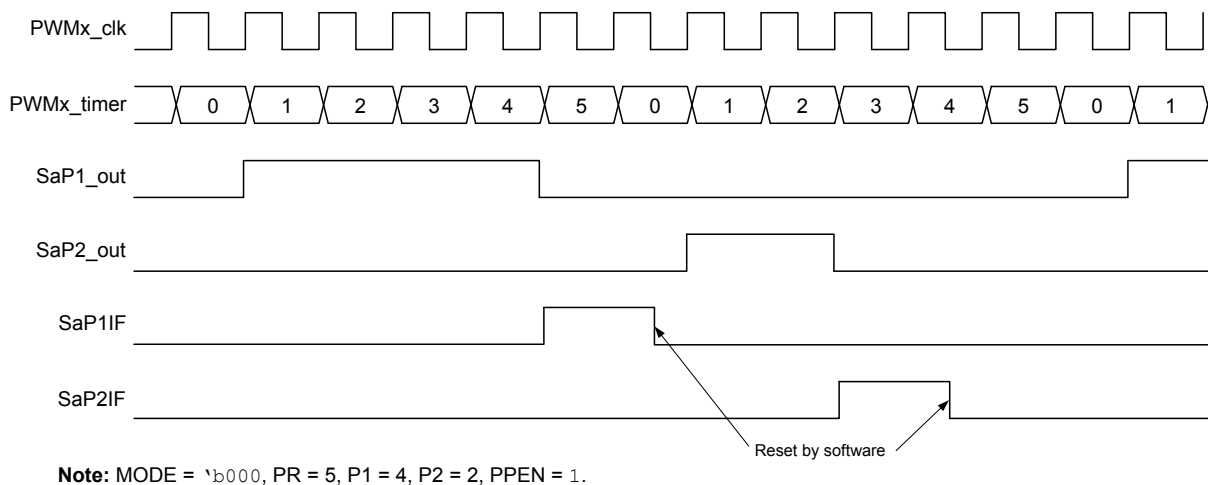 PWMx_clk
PWMx_timer 0 1 2 3 4 5 0 1 2 3 4 5 0 1
SaP1_out
SaP2_out
SaP1IF
SaP2IF
Reset by software
Note: MODE = 'b000, PR = 5, P1 = 4, P2 = 2, PPEN = 1.